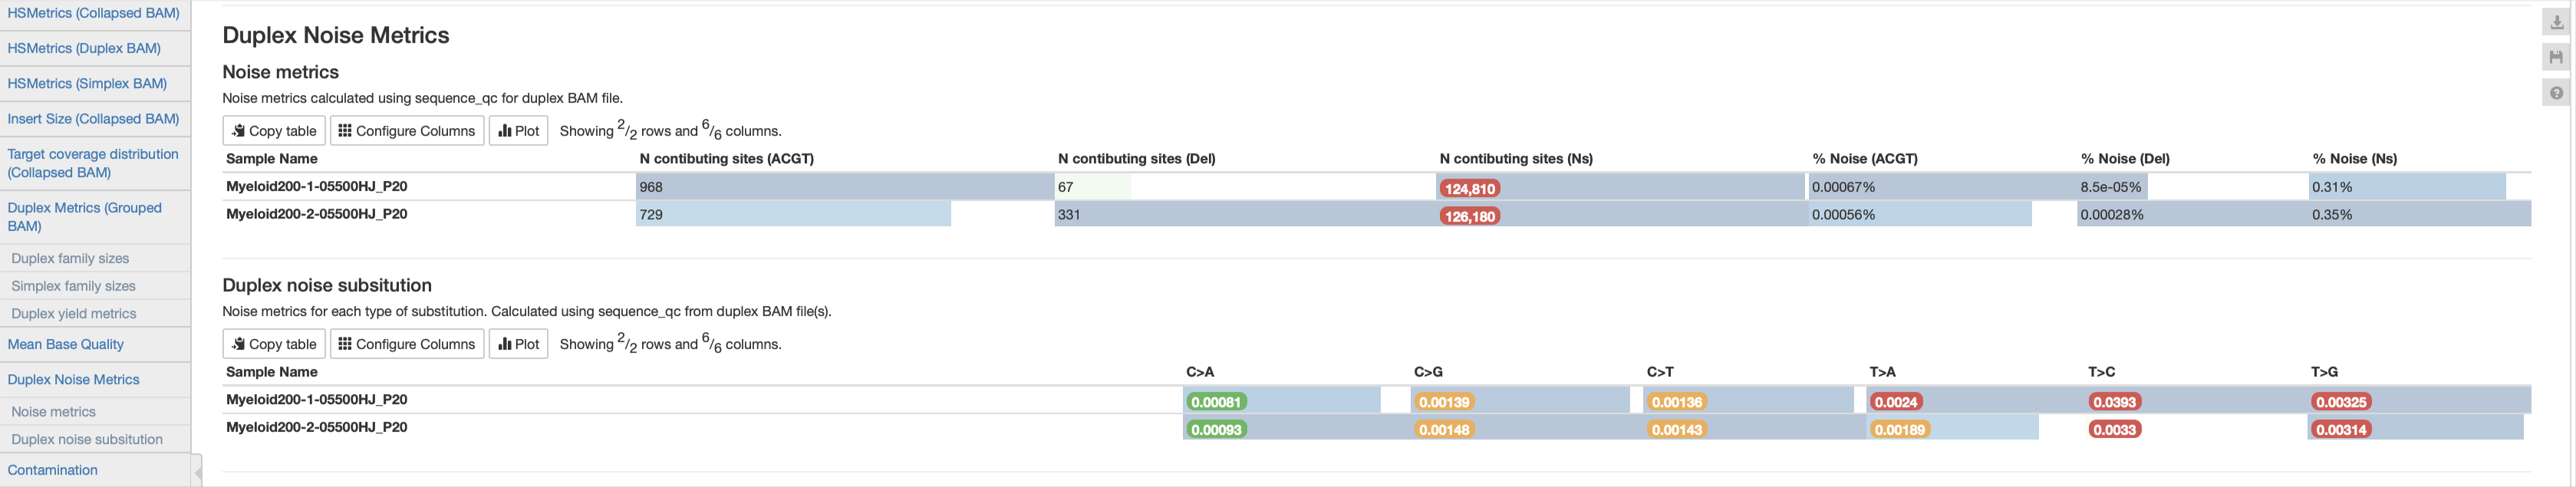 HSMetrics (Collapsed BAM)
HSMetrics (Duplex BAM)
HSMetrics (Simplex BAM)
Insert Size (Collapsed BAM)
Target coverage distribution
(Collapsed BAM)
Duplex Metrics (Grouped
BAM)
Duplex family sizes
Simplex family sizes
Duplex yield metrics
Mean Base Quality
Duplex Noise Metrics
Noise metrics
Duplex noise subsitution
Contamination
Duplex Noise Metrics
Noise metrics
Noise metrics calculated using sequence_qc for duplex BAM file.
Copy table Configure Columns Plot Showing 2/2 rows and 6/6 columns.
Sample Name N contibuting sites (ACGT) N contibuting sites (Del) N contibuting sites (Ns) % Noise (ACGT) % Noise (Del) % Noise (Ns)
Myeloid200-1-05500HJ_P20 968 67 124,810 0.00067% 8.5e-05% 0.31%
Myeloid200-2-05500HJ_P20 729 331 126,180 0.00056% 0.00028% 0.35%
Duplex noise subsitution
Noise metrics for each type of substitution. Calculated using sequence_qc from duplex BAM file(s).
Copy table Configure Columns Plot Showing 2/2 rows and 6/6 columns.
Sample Name C>A C>G C>T T>A T>C T>G
Myeloid200-1-05500HJ_P20 0.00081 0.00139 0.00136 0.0024 0.0393 0.00325
Myeloid200-2-05500HJ_P20 0.00093 0.00148 0.00143 0.00189 0.0033 0.00314